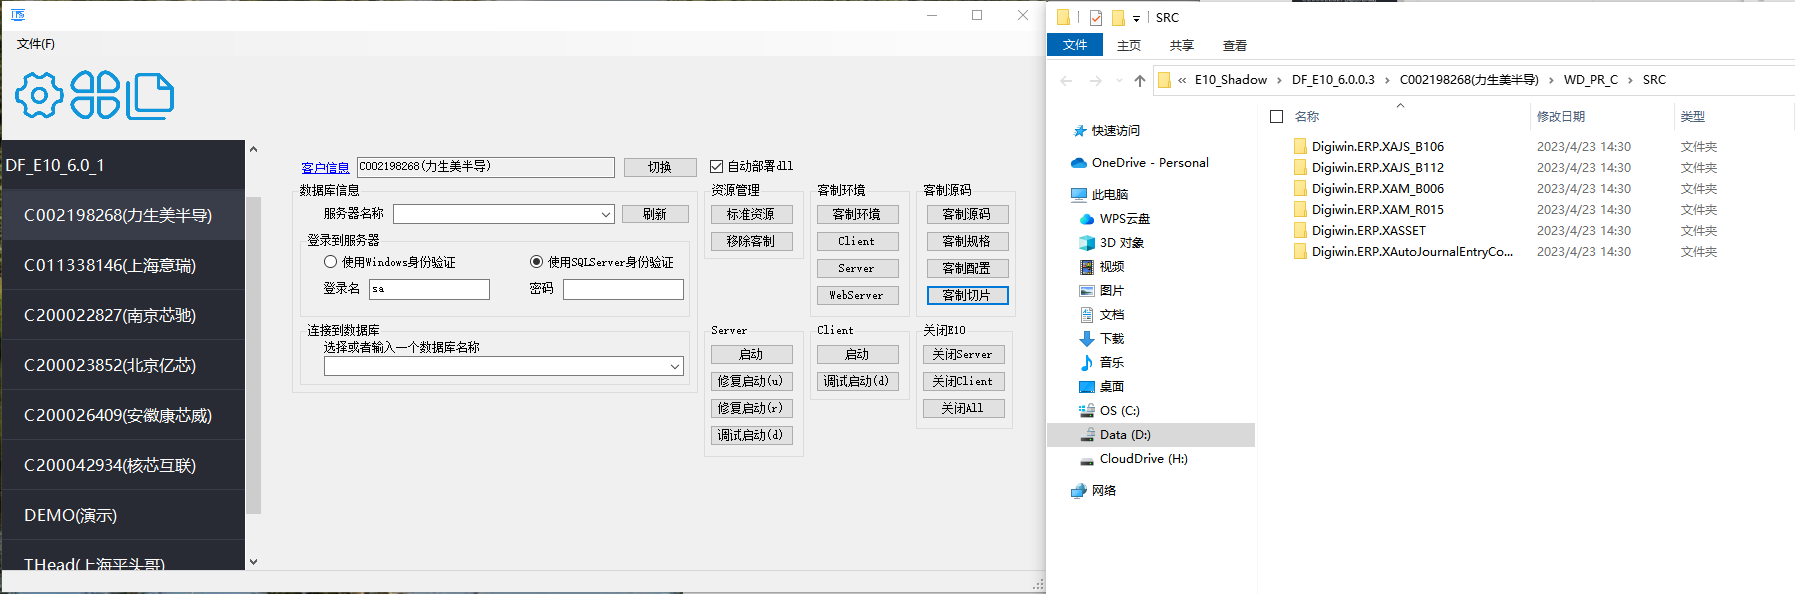 文件(F)
DF_E10_6.0_1
C002198268(力生美半导)
C011338146(上海意瑞)
C200022827(南京芯驰)
C200023852(北京亿芯)
C200026409(安徽康芯威)
C200042934(核芯互联)
DEMO(演示)
THead(上海平头哥)
客户信息 C002198268(力生美半导) 切换 自动部署dll
数据库信息
服务器名称 刷新
登录到服务器
使用Windows身份验证 使用SQLServer身份验证
登录名 sa 密码
连接到数据库
选择或者输入一个数据库名称
资源管理
标准资源
移除客制
客制环境
客制环境
Client
Server
WebServer
客制源码
客制源码
客制规格
客制配置
客制切片
Server
启动
修复启动(u)
修复启动(r)
调试启动(d)
Client
启动
调试启动(d)
关闭E10
关闭Server
关闭Client
关闭All
SRC
文件 主页 共享 查看
« E10_Shadow › DF_E10_6.0.0.3 › C002198268(力生美半导) › WD_PR_C › SRC
快速访问
OneDrive - Personal
此电脑
WPS云盘
3D 对象
视频
图片
文档
下载
音乐
桌面
OS (C:)
Data (D:)
CloudDrive (H:)
网络
名称 修改日期 类型
Digiwin.ERP.XAJS_B106 2023/4/23 14:30 文件夹
Digiwin.ERP.XAJS_B112 2023/4/23 14:30 文件夹
Digiwin.ERP.XAM_B006 2023/4/23 14:30 文件夹
Digiwin.ERP.XAM_R015 2023/4/23 14:30 文件夹
Digiwin.ERP.XASSET 2023/4/23 14:30 文件夹
Digiwin.ERP.XAutoJournalEntryCo... 2023/4/23 14:30 文件夹